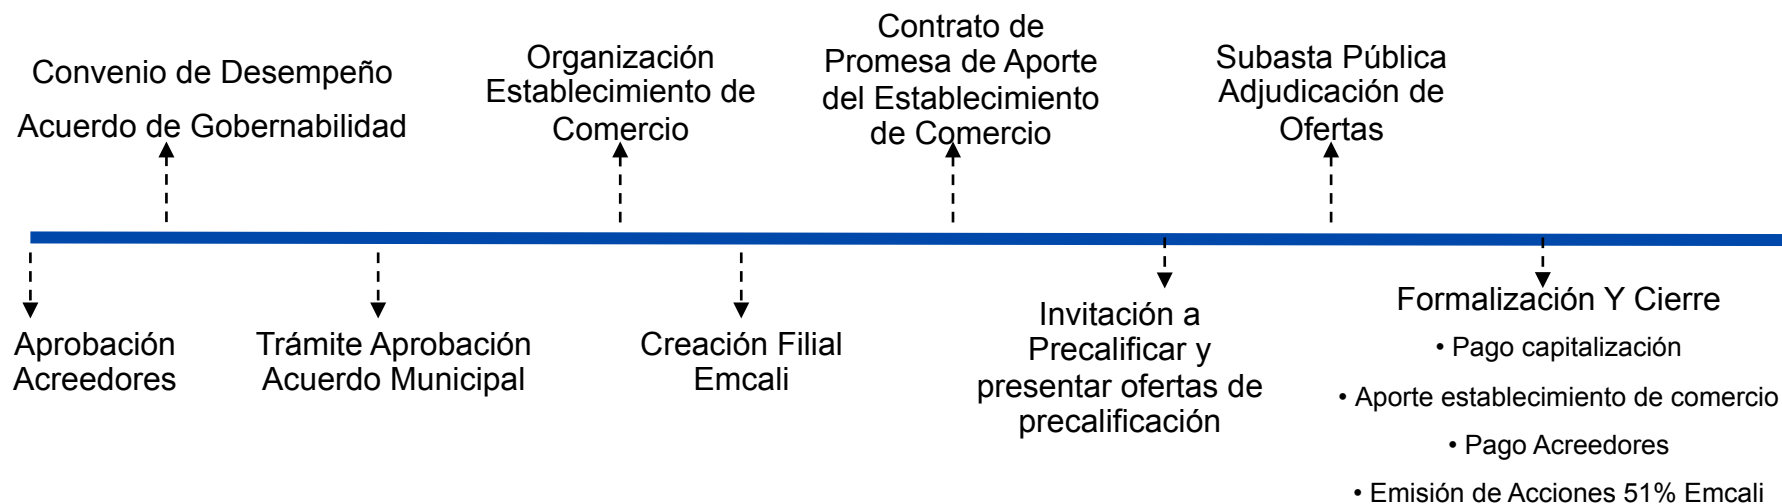 Convenio de Desempeño
Acuerdo de Gobernabilidad
Organización
Establecimiento de
Comercio
Contrato de
Promesa de Aporte
del Establecimiento
de Comercio
Subasta Pública
Adjudicación de
Ofertas
Aprobación
Acreedores
Trámite Aprobación
Acuerdo Municipal
Creación Filial
Emcali
Invitación a
Precalificar y
presentar ofertas de
precalificación
Formalización Y Cierre
• Pago capitalización
• Aporte establecimiento de comercio
• Pago Acreedores
• Emisión de Acciones 51% Emcali